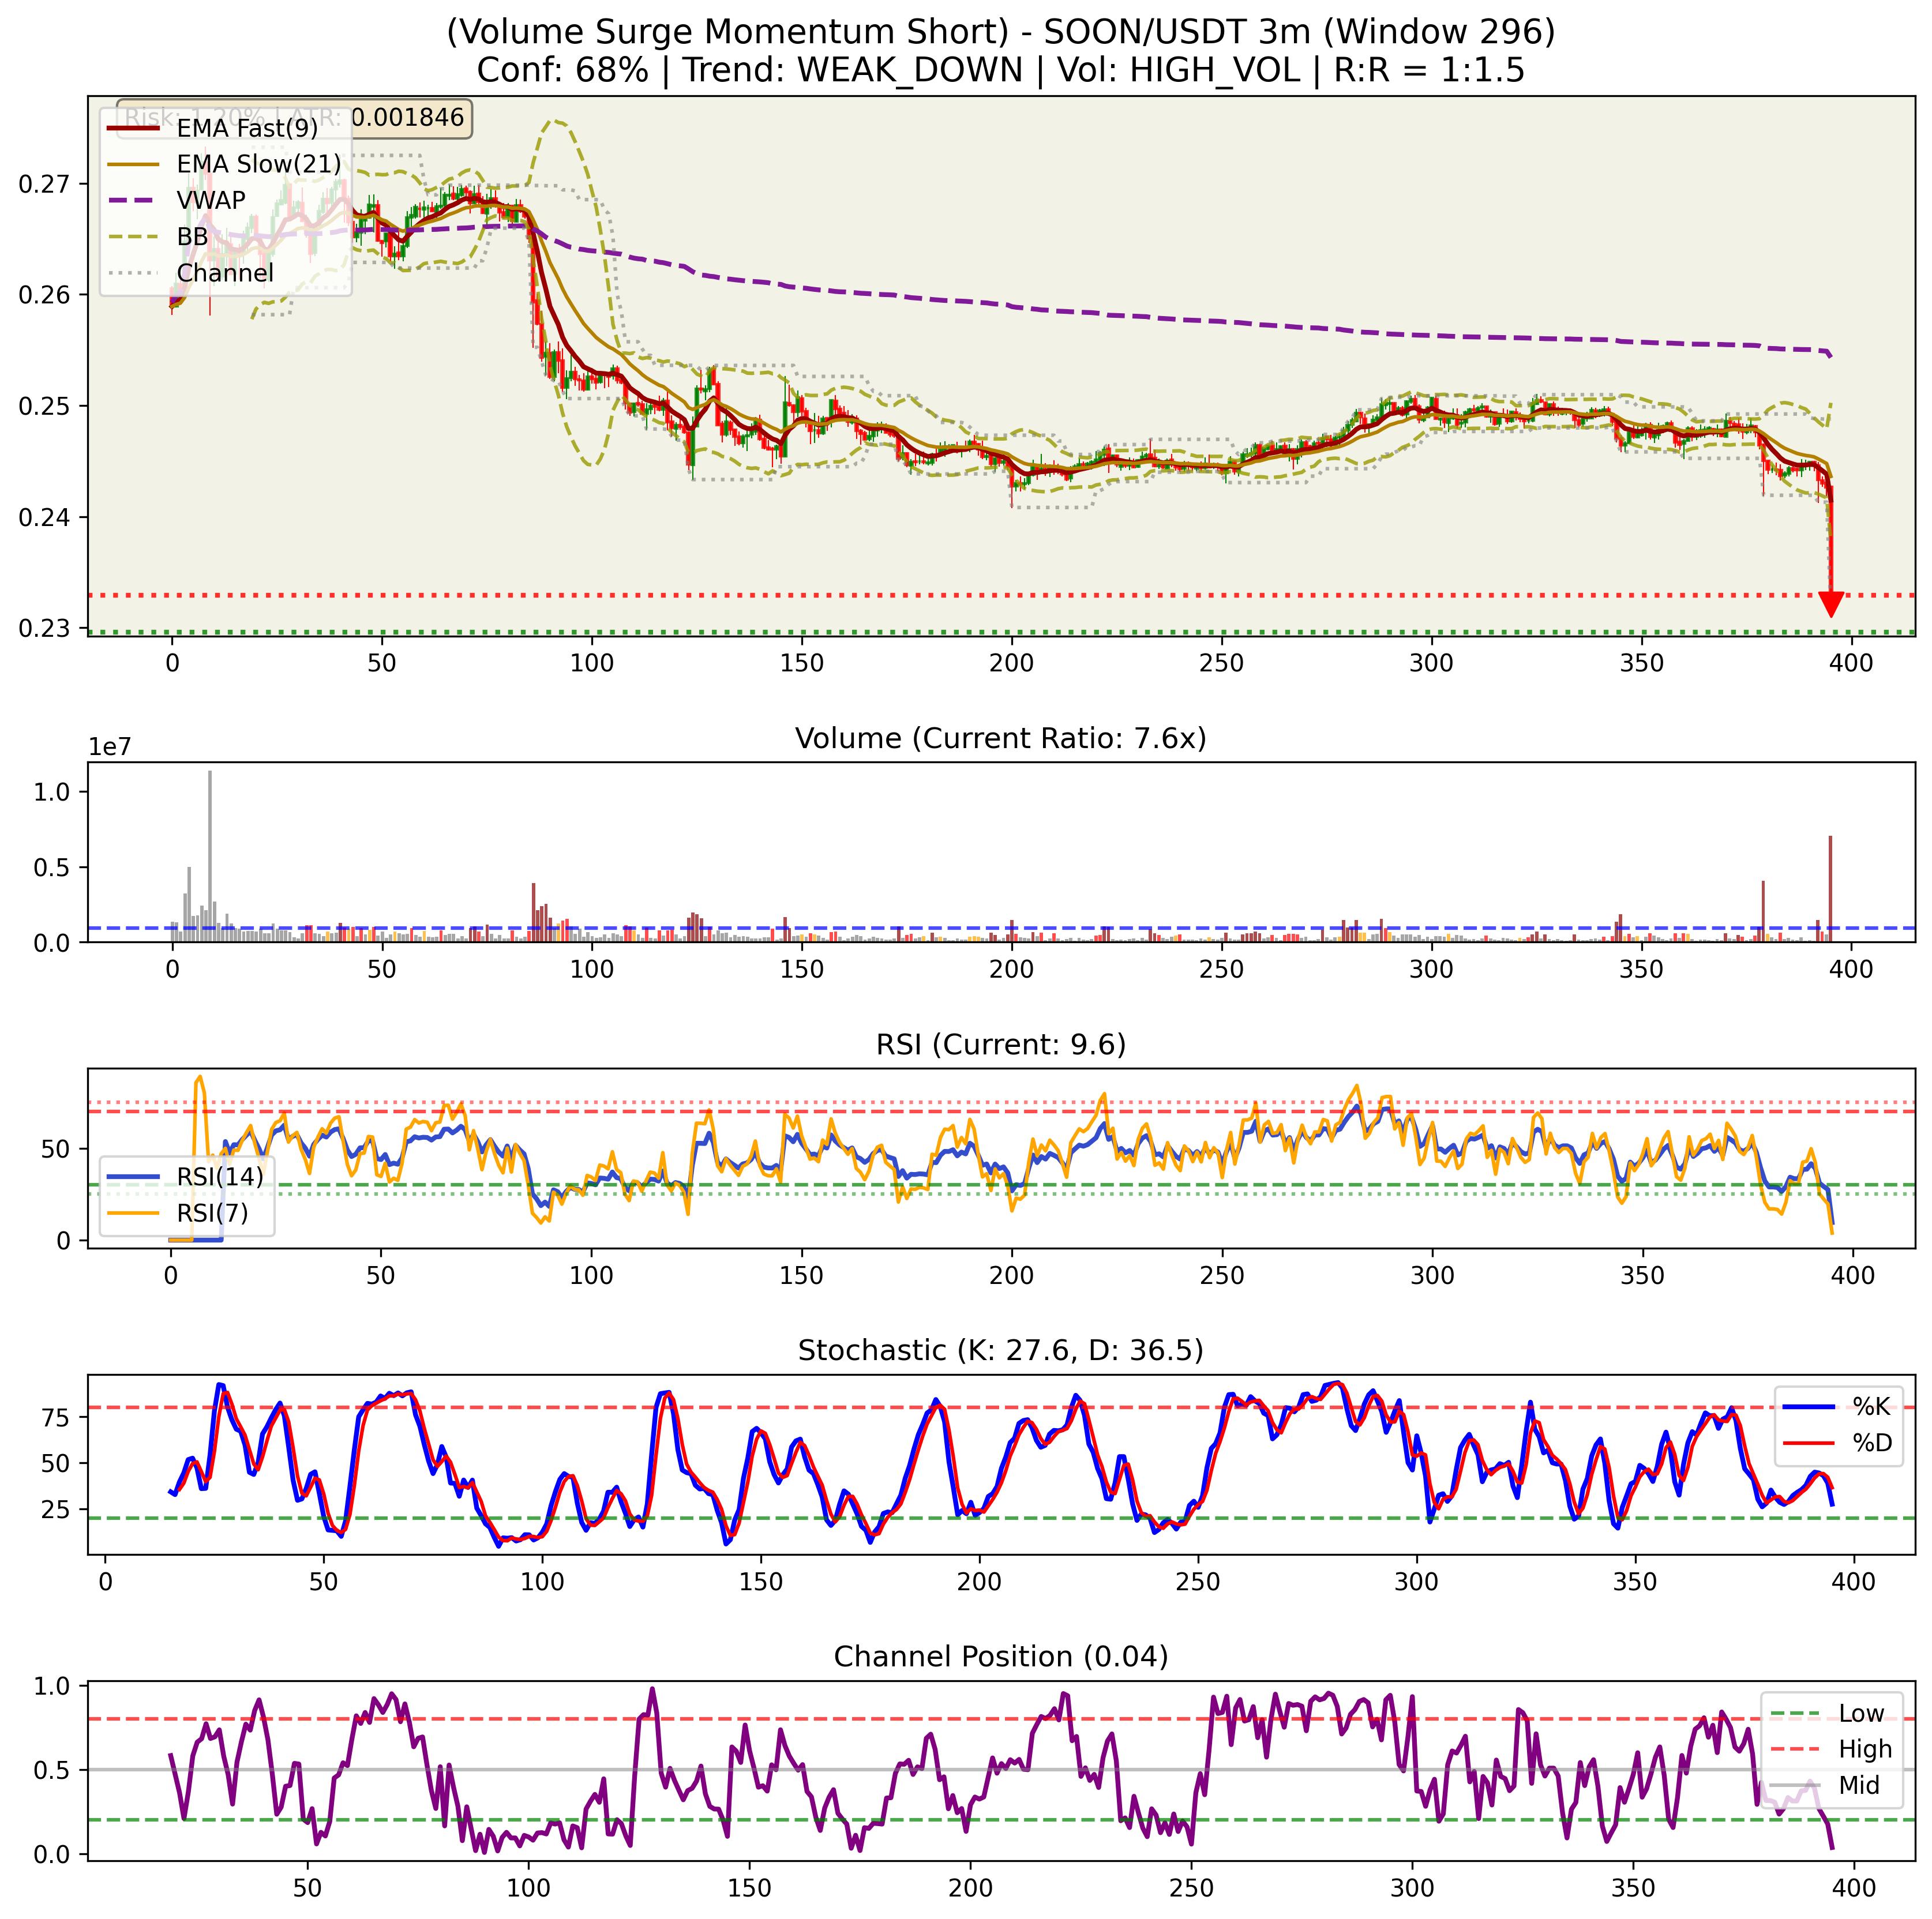 (Volume Surge Momentum Short) - SOON/USDT 3m (Window 296)
Conf: 68% | Trend: WEAK_DOWN | Vol: HIGH_VOL | R:R = 1:1.5
Risk: 1.20% | ATR: 0.001846
EMA Fast(9)
EMA Slow(21)
VWAP
BB
Channel
0.27
0.26
0.25
0.24
0.23
0 50 100 150 200 250 300 350 400
Volume (Current Ratio: 7.6x)
1e7
1.0
0.5
0.0
0 50 100 150 200 250 300 350 400
RSI (Current: 9.6)
50
0
RSI(14)
RSI(7)
0 50 100 150 200 250 300 350 400
Stochastic (K: 27.6, D: 36.5)
75
50
25
%K
%D
0 50 100 150 200 250 300 350 400
Channel Position (0.04)
1.0
0.5
0.0
Low
High
Mid
50 100 150 200 250 300 350 400